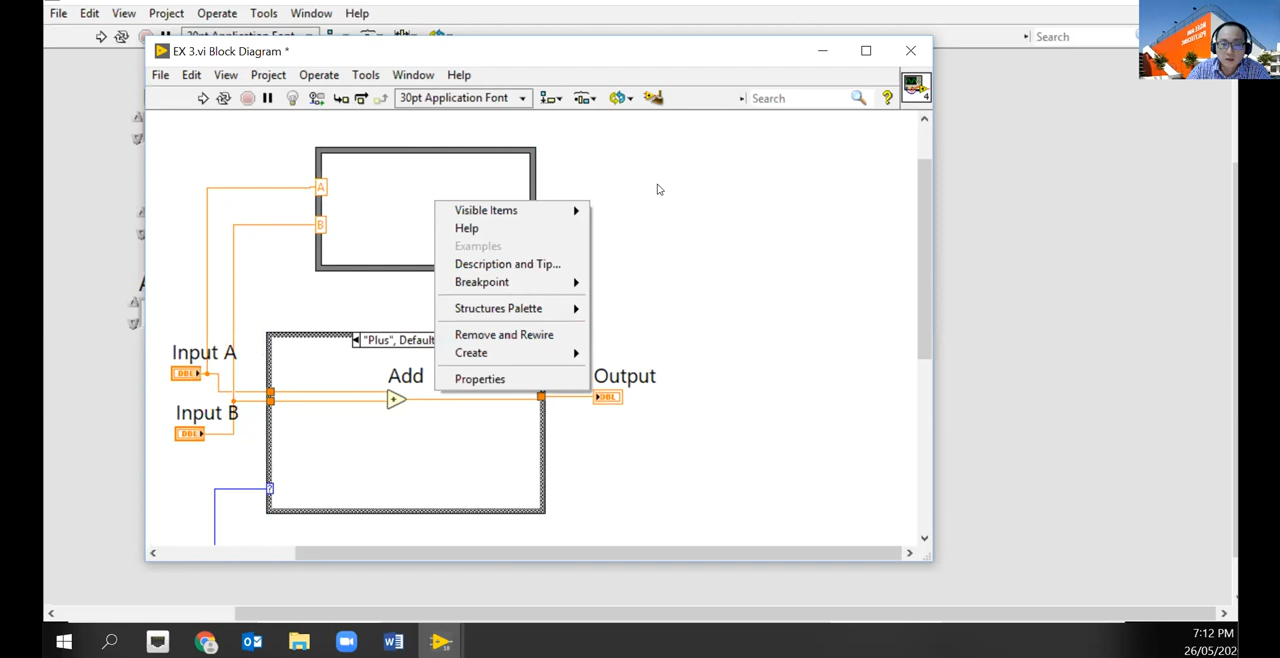 File Edit View Project Operate Tools Window Help
Search
EX 3.vi Block Diagram *
File Edit View Project Operate Tools Window Help
30pt Application Font
Search
4
A
B
Visible Items
Help
Examples
Description and Tip...
Breakpoint
Structures Palette
Remove and Rewire
Create
Properties
"Plus", Default
Input A
DBL
Add
Output
DBL
Input B
DBL
7:12 PM
26/05/202